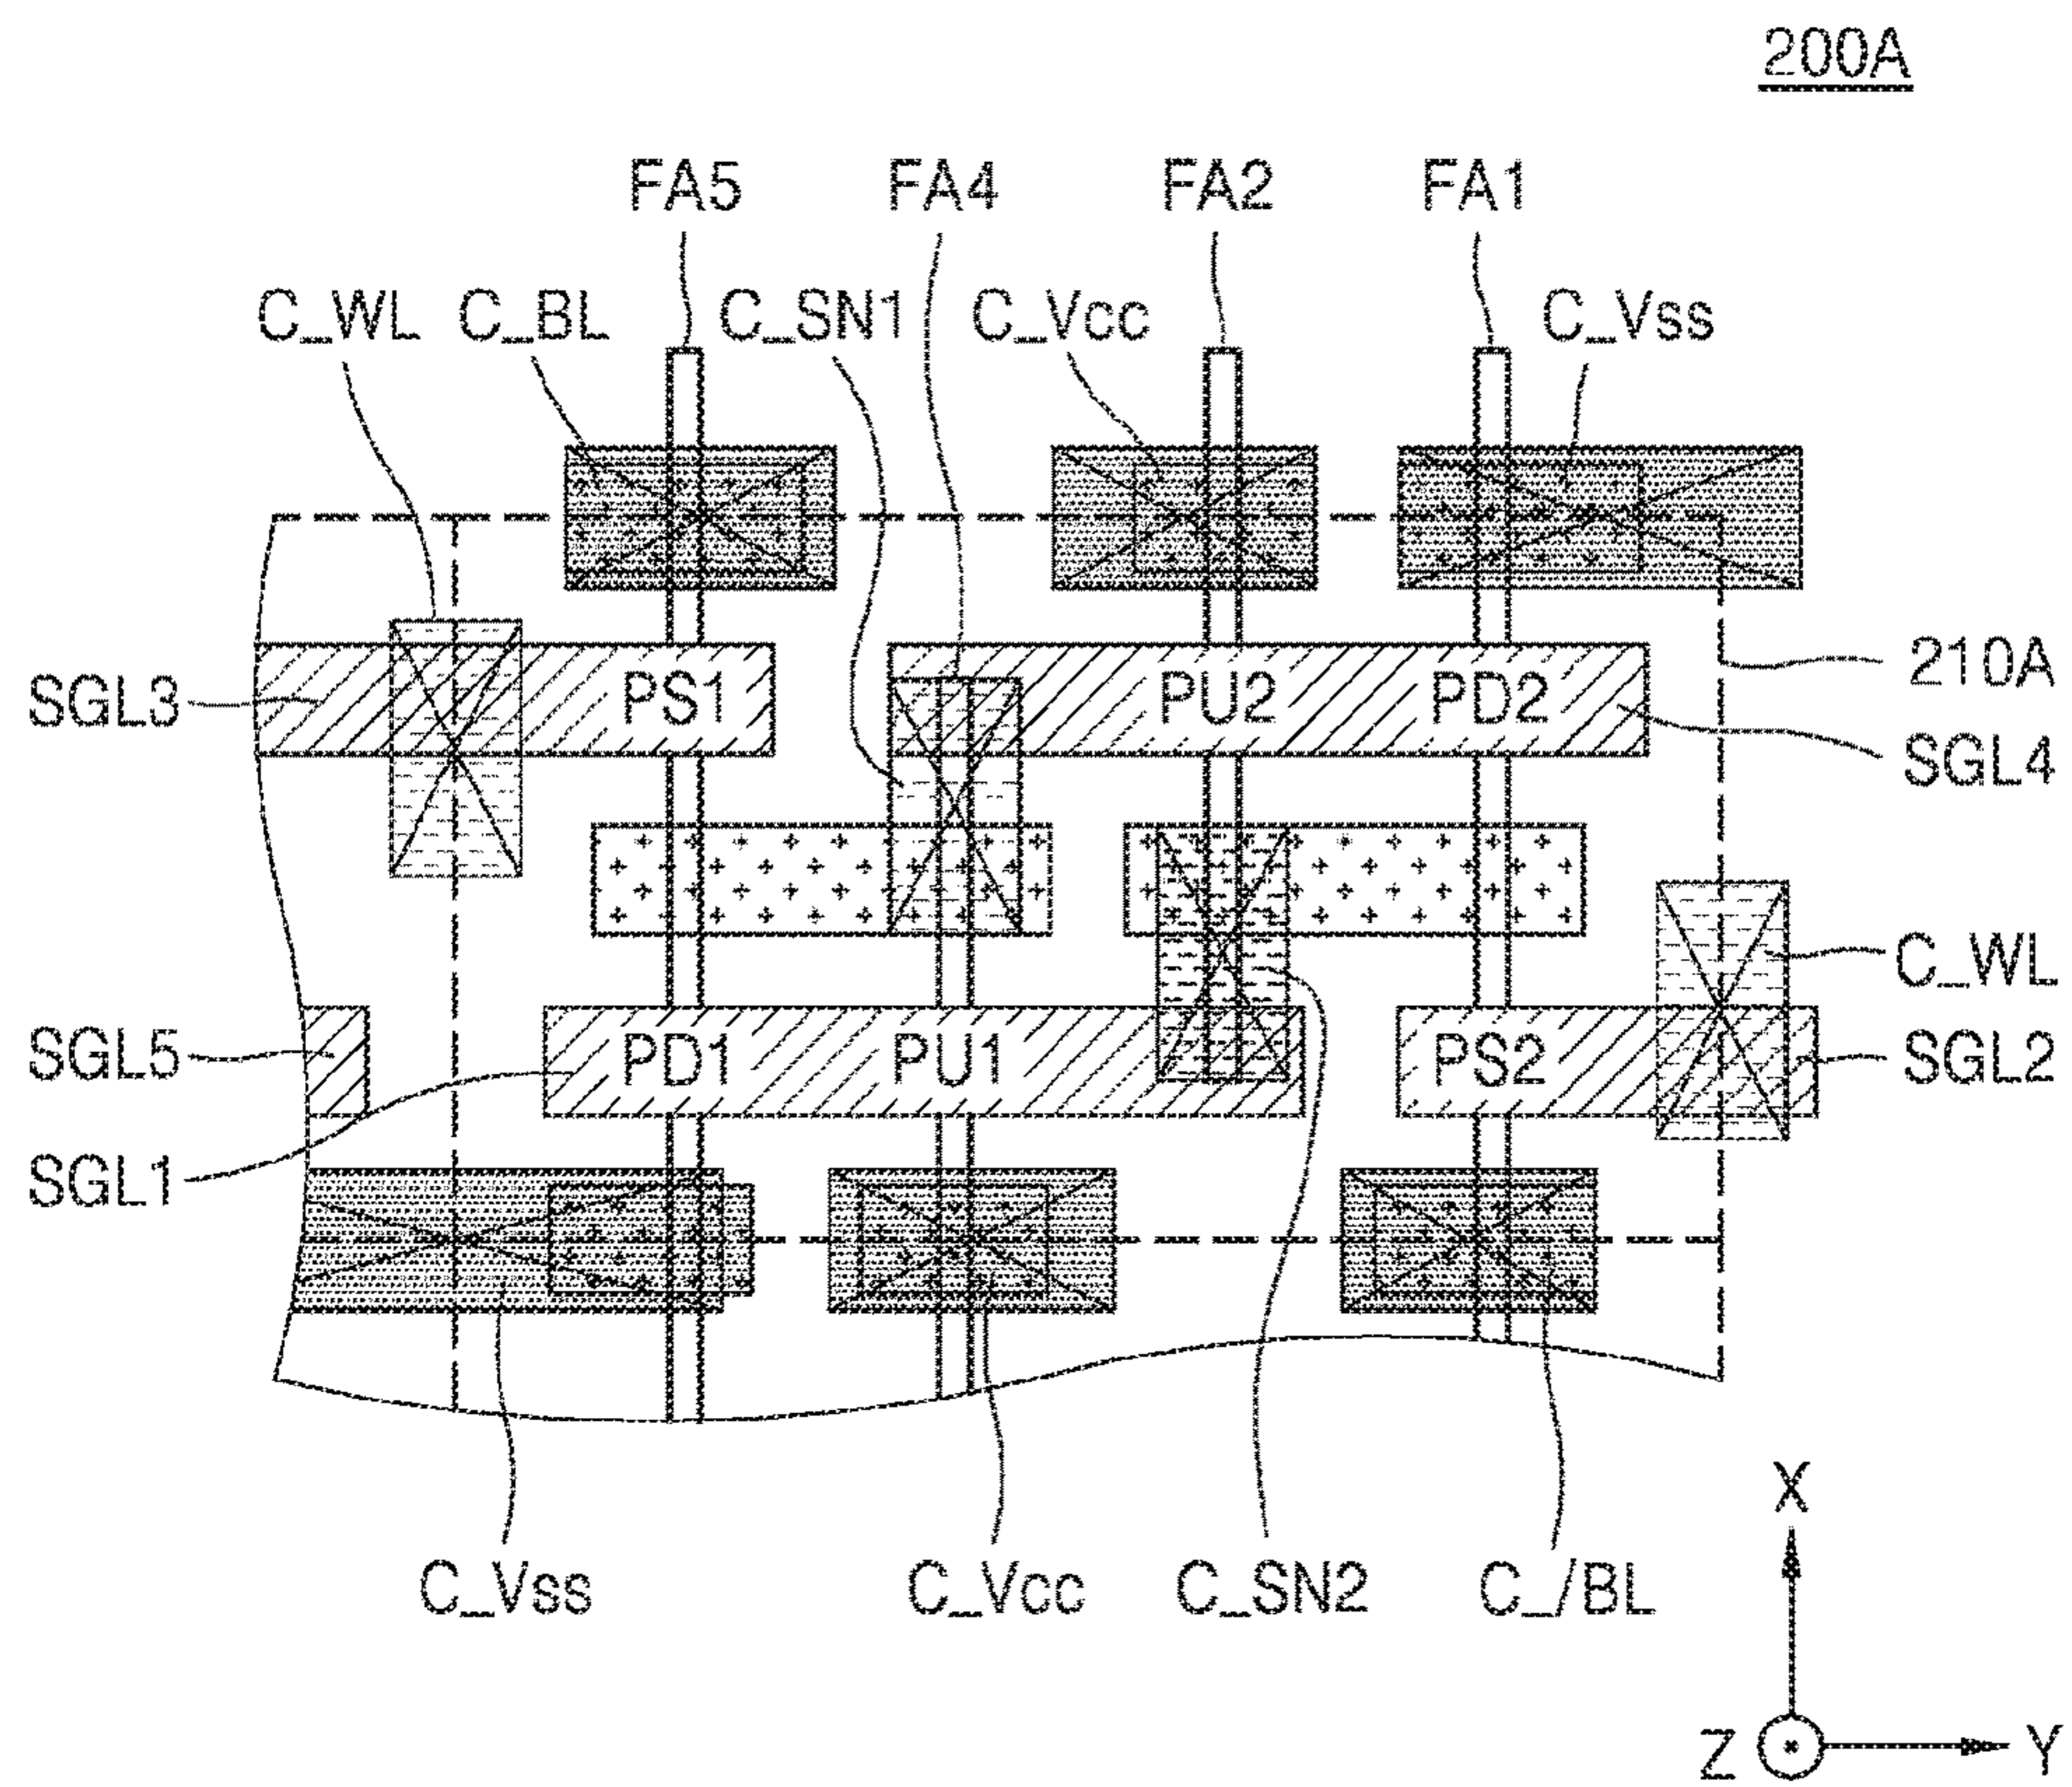 200A
FA5 FA4 FA2 FA1
C_WL C_BL C_SN1 C_Vcc C_Vss
210A
SGL3 PS1 PU2 PD2
SGL4
C_WL
SGL5 PD1 PU1 PS2 SGL2
SGL1
C_Vss C_Vcc C_SN2 C_/BL
X
Z Y